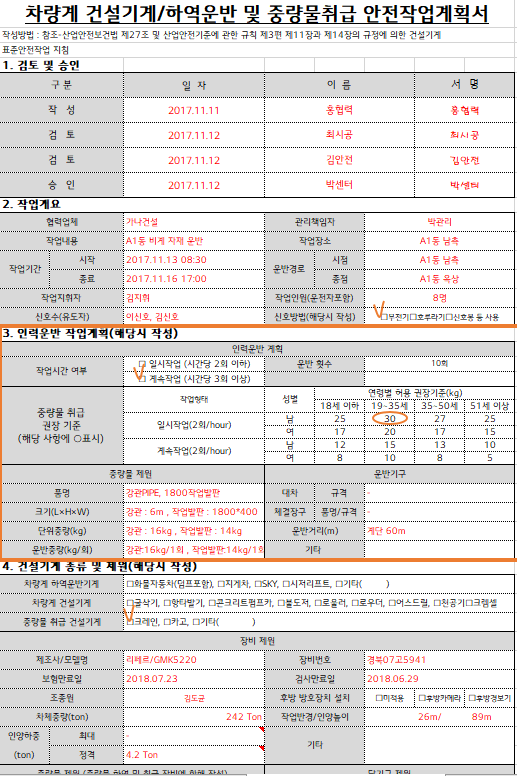 차량계 건설기계/하역운반 및 중량물취급 안전작업계획서
작성방법 : 참조-산업안전보건법 제27조 및 산업안전기준에 관한 규칙 제3편 제11장과 제14장의 규정에 의한 건설기계
표준안전작업 지침
1. 검토 및 승인
구 분 일 자 이 름 서 명
작 성 2017.11.11 홍협력 홍협력
검 토 2017.11.12 최시공 최시공
검 토 2017.11.12 김안전 김안전
승 인 2017.11.12 박센터 박센터
2. 작업개요
협력업체 가나건설 관리책임자 박관리
작업내용 A1동 비계 자재 운반 작업장소 A1동 남측
작업기간 시작 2017.11.13 08:30 운반경로 시점 A1동 남측
종료 2017.11.16 17:00 종점 A1동 옥상
작업지휘자 김지휘 작업인원(운전자포함) 8명
신호수(유도자) 이신호, 김신호 신호방법(해당시 작성) □무전기□호루라기□신호봉 등 사용
3. 인력운반 작업계획(해당시 작성)
인력운반 계획
작업시간 여부 □ 일시작업 (시간당 2회 이하) 운반 횟수 10회
□ 계속작업 (시간당 3회 이상)
중량물 취급 권장 기준 (해당 사항에 ○표시) 작업형태 성별 연령별 허용 권장기준(kg)
18세 이하 19~35세 35~50세 51세 이상
일시작업(2회/hour) 남 25 30 27 25
여 17 20 17 15
계속작업(2회/hour) 남 12 15 13 10
여 8 10 8 5
중량물 제원 운반기구
품명 강관PIPE, 1800작업발판 대차 규격 -
크기(L×H×W) 강관 : 6m , 작업발판 : 1800*400 체결장구 품명/규격 -
단위중량(kg) 강관 : 16kg , 작업발판 : 14kg 운반거리(m) 계단 60m
운반중량(kg/회) 강관:16kg/1회 , 작업발판:14kg/1회 기타
4. 건설기계 종류 및 제원(해당시 작성)
차량계 하역운반기계 □화물자동차(덤프포함), □지게차, □SKY, □시저리프트, □기타( )
차량계 건설기계 □굴삭기, □항타발기, □콘크리트펌프카, □불도저, □로울러, □로우더, □어스드릴, □천공기□크렘셸
중량물 취급 건설기계 □크레인, □카고, □기타( )
장비 제원
제조사/모델명 리페르/GMK5220 장비번호 경북07고5941
보험만료일 2018.07.23 검사만료일 2018.06.29
조종원 김도균 후방 방호장치 설치 □미적용 □후방카메라 □후방경보기
차체중량(ton) 242 Ton 작업반경/인양높이 26m/ 89m
인양하중 (ton) 최대 - 기타
정격 4.2 Ton
중량물 제원 (중량물 하역 및 취급 장비에 한해 작성) 달기구 제원